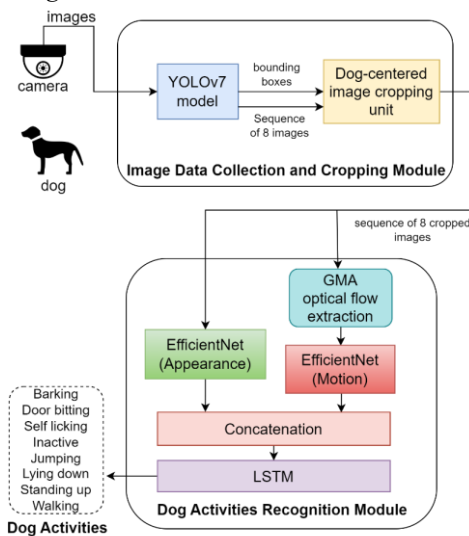 images
camera
dog
YOLOv7
model
bounding
boxes
Sequence
of 8 images
Dog-centered
image cropping
unit
Image Data Collection and Cropping Module
sequence of 8 cropped
images
GMA
optical flow
extraction
EfficientNet
(Appearance)
EfficientNet
(Motion)
Concatenation
LSTM
Dog Activities Recognition Module
Barking
Door bitting
Self licking
Inactive
Jumping
Lying down
Standing up
Walking
Dog Activities